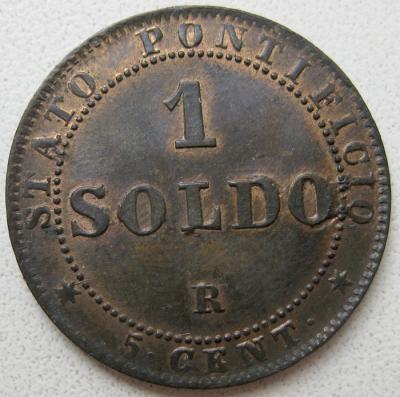 STATO PONTIFICIO
1
SOLDO
R
· 5 CENT ·